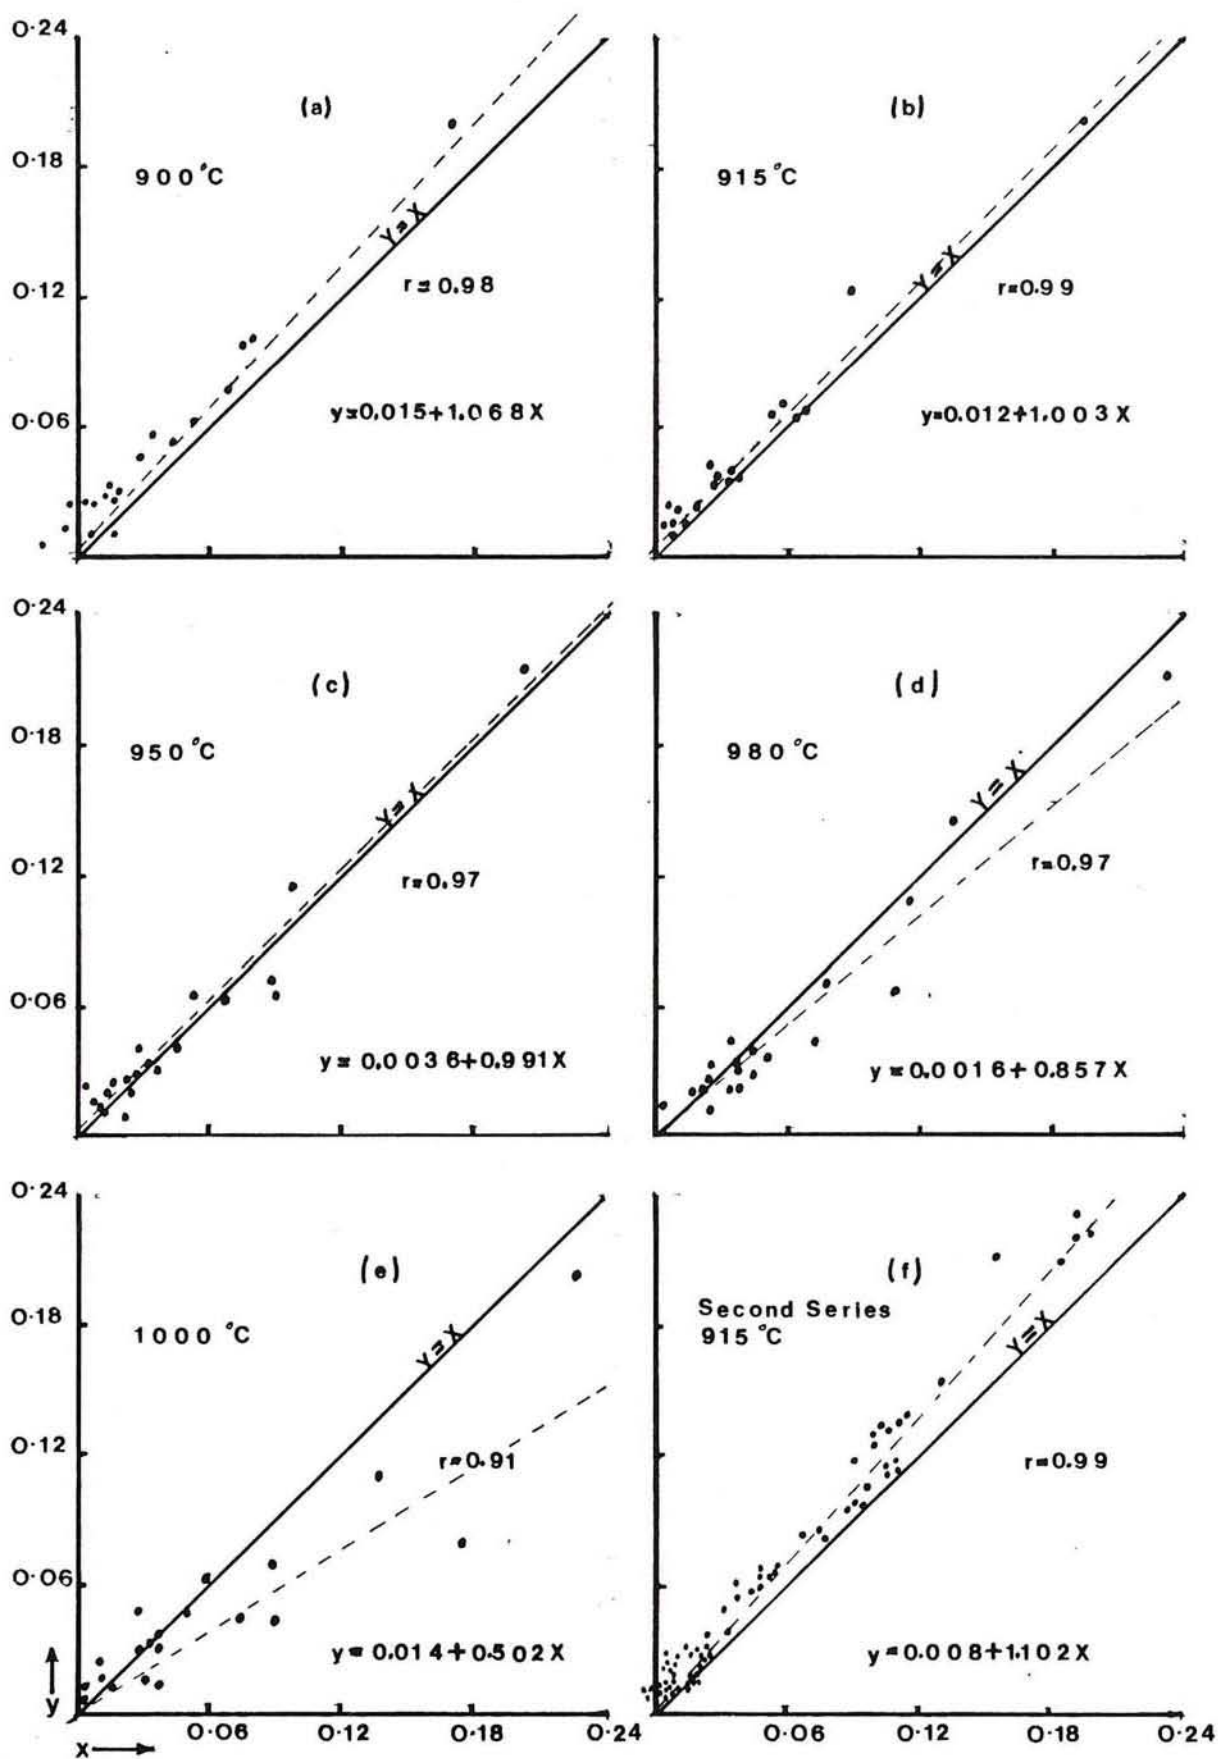 0.24
(a)
0.18
900°C
Y=X
0.12
r=0.98
0.06
y=0.015+1.068X
(b)
915°C
Y=X
r=0.99
y=0.012+1.003X
0.24
(c)
0.18
950°C
Y=X
0.12
r=0.97
0.06
y=0.0036+0.991X
(d)
980°C
Y=X
r=0.97
y=0.0016+0.857X
0.24
(e)
0.18
1000°C
Y=X
0.12
r=0.91
0.06
y=0.014+0.502X
y
0.06 0.12 0.18 0.24
x
(f)
Second Series
915°C
Y=X
r=0.99
y=0.008+1.102X
0.06 0.12 0.18 0.24